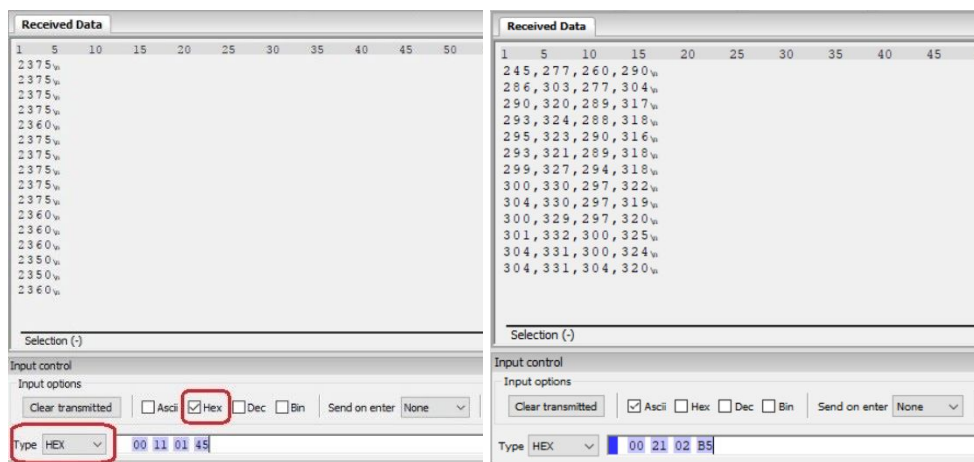 Received Data
1 5 10 15 20 25 30 35 40 45 50
2375\n
2375\n
2375\n
2375\n
2360\n
2375\n
2375\n
2375\n
2375\n
2375\n
2360\n
2360\n
2360\n
2350\n
2350\n
2360\n
Selection (-)
Input control
Input options
Clear transmitted Ascii Hex Dec Bin Send on enter None
Type HEX 00 11 01 45
Received Data
1 5 10 15 20 25 30 35 40 45
245,277,260,290\n
286,303,277,304\n
290,320,289,317\n
293,324,288,318\n
295,323,290,316\n
293,321,289,318\n
299,327,294,318\n
300,330,297,322\n
304,330,297,319\n
300,329,297,320\n
301,332,300,325\n
304,331,300,324\n
304,331,304,320\n
Selection (-)
Input control
Input options
Clear transmitted Ascii Hex Dec Bin Send on enter None
Type HEX 00 21 02 B5